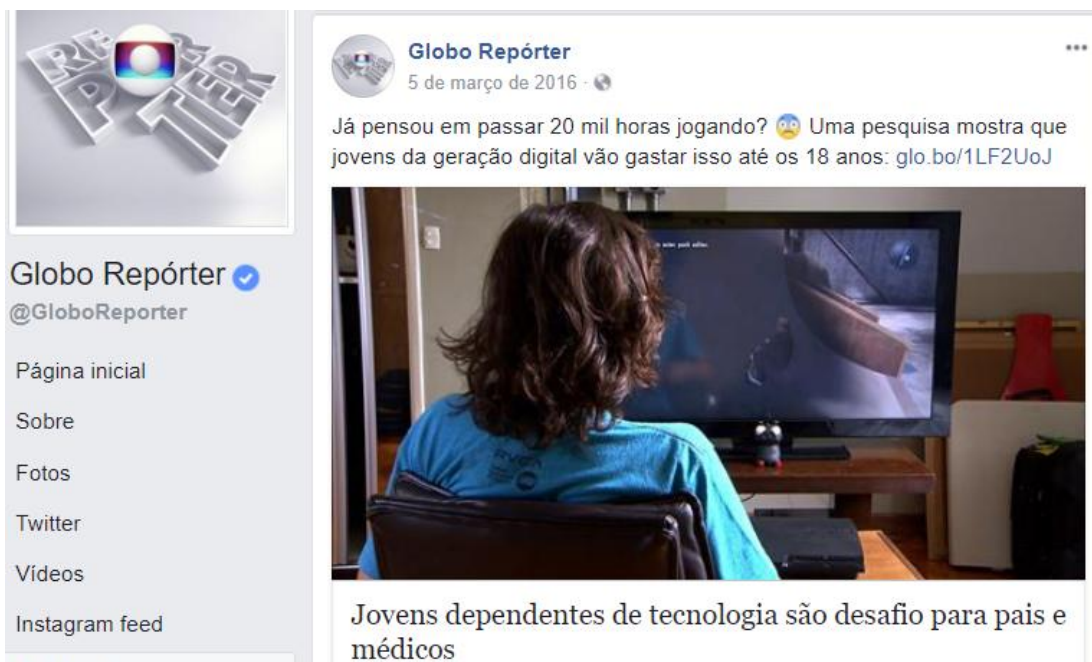 REPÓRTER
Globo Repórter
@GloboReporter
Página inicial
Sobre
Fotos
Twitter
Vídeos
Instagram feed
Globo Repórter
5 de março de 2016
Já pensou em passar 20 mil horas jogando? 😨 Uma pesquisa mostra que
jovens da geração digital vão gastar isso até os 18 anos: glo.bo/1LF2UoJ
Jovens dependentes de tecnologia são desafio para pais e
médicos